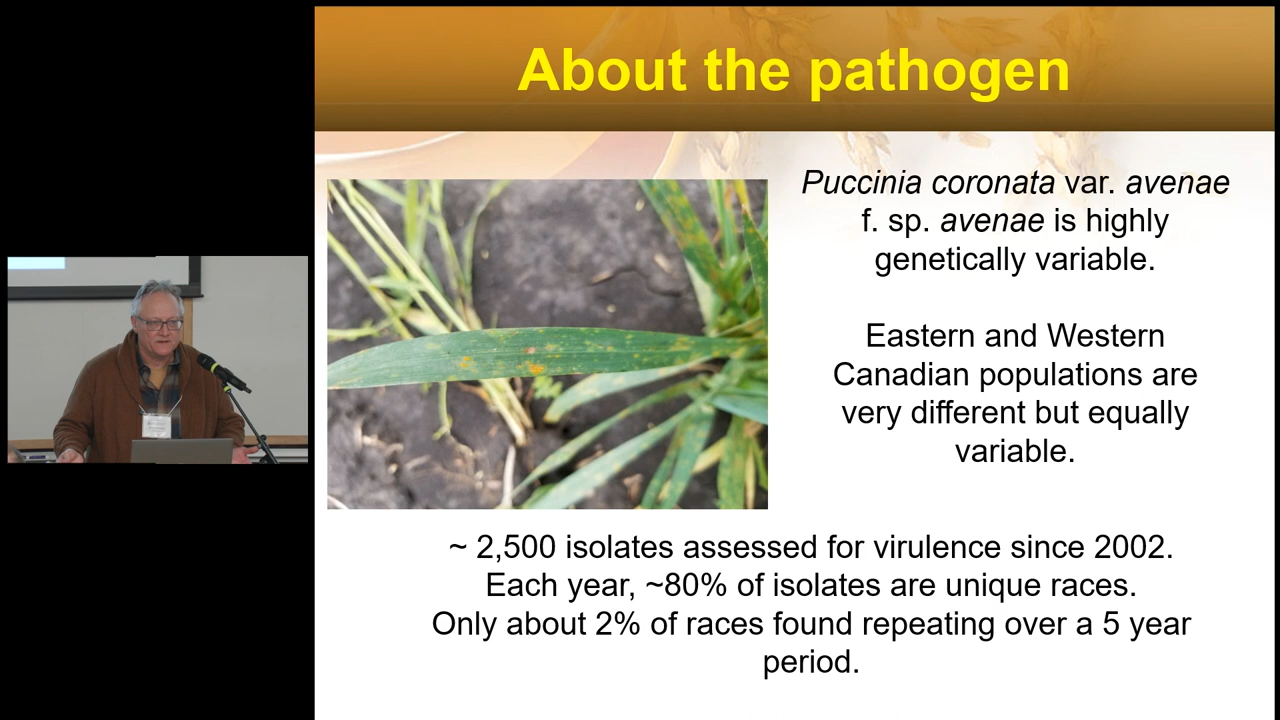 About the pathogen
Puccinia coronata var. avenae
f. sp. avenae is highly
genetically variable.
Eastern and Western
Canadian populations are
very different but equally
variable.
~ 2,500 isolates assessed for virulence since 2002.
Each year, ~80% of isolates are unique races.
Only about 2% of races found repeating over a 5 year
period.